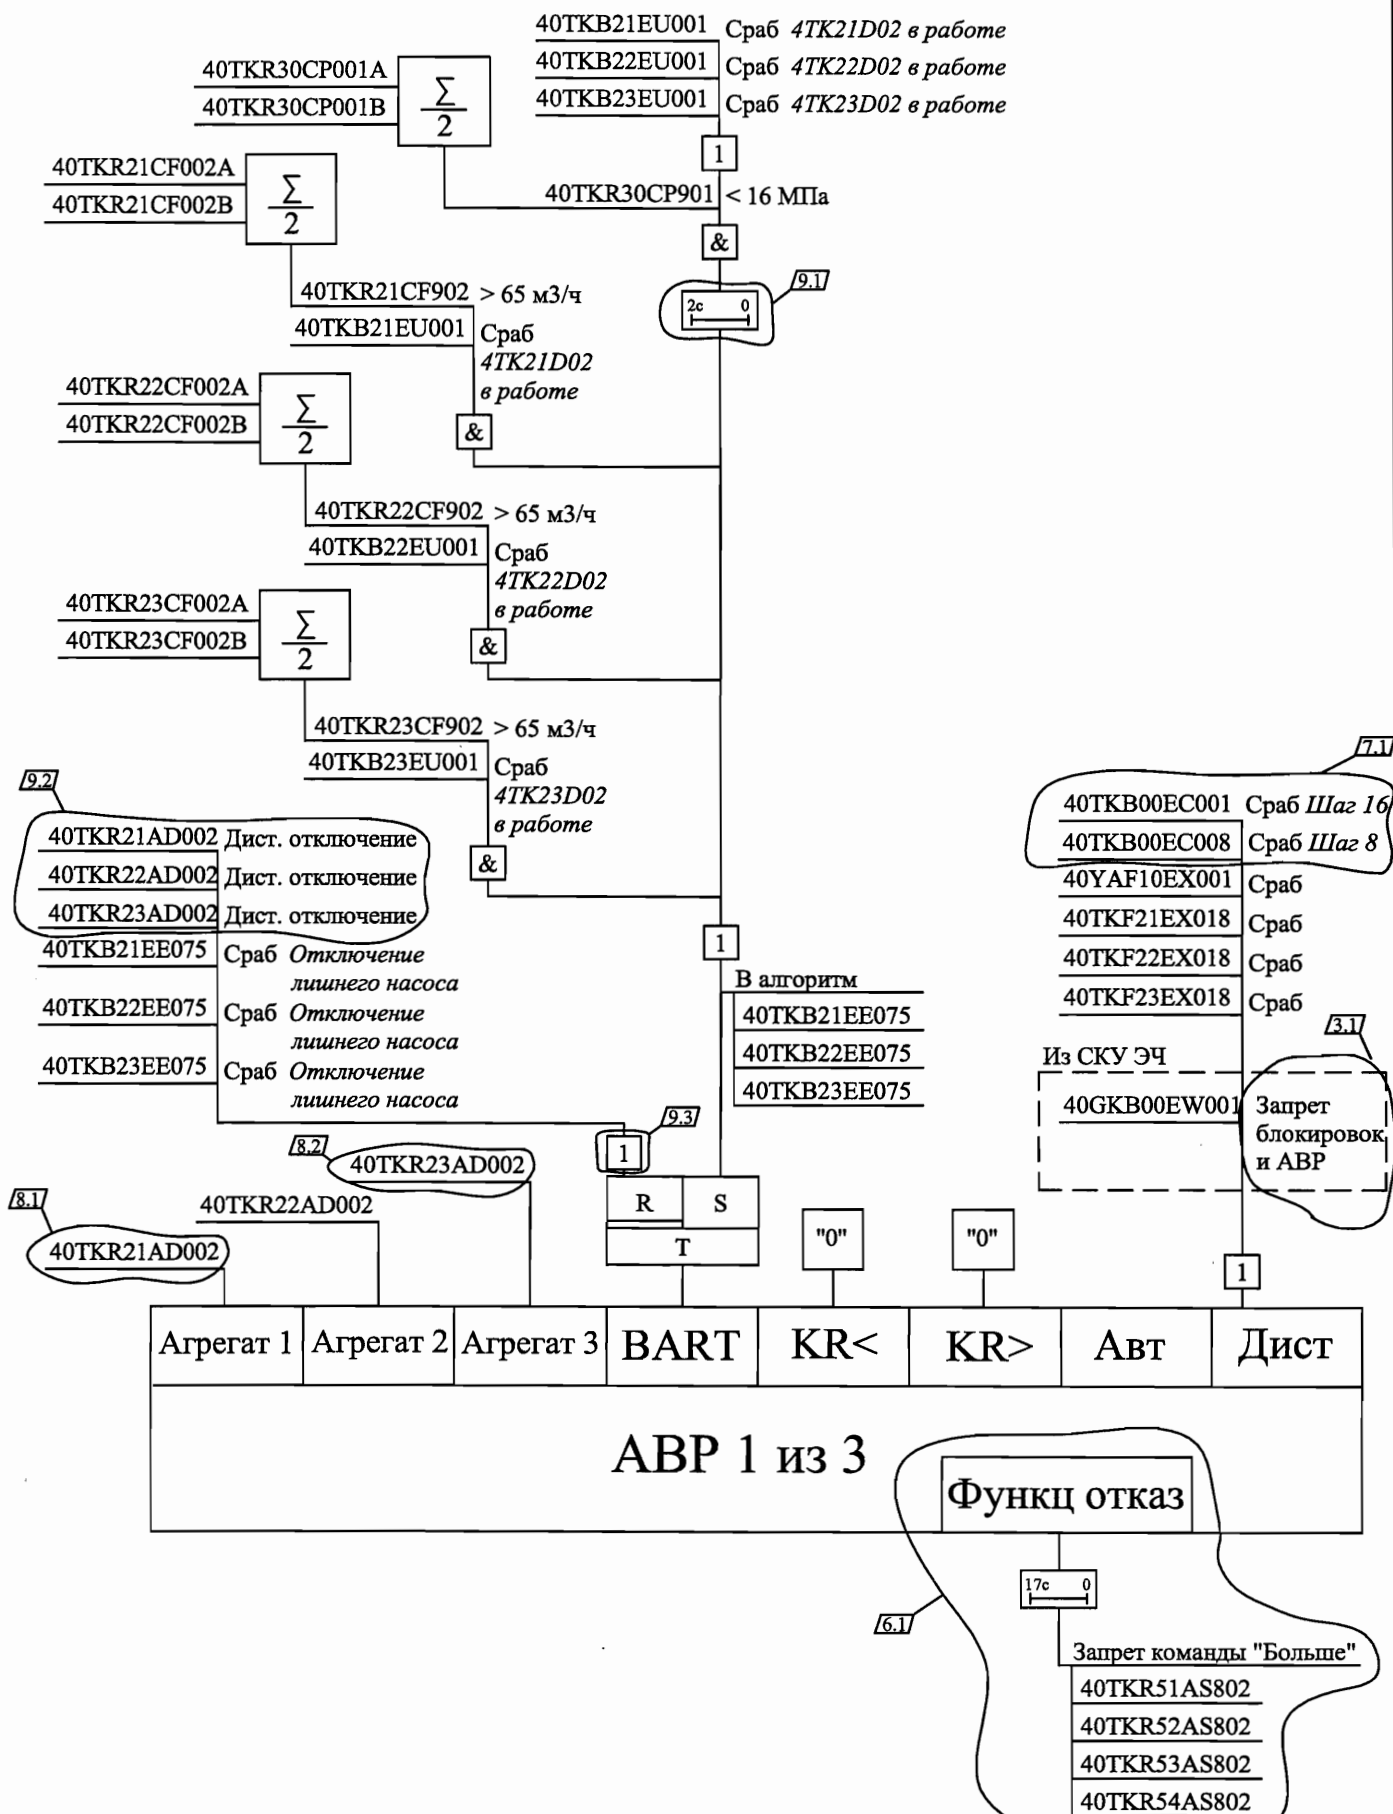 40TKB21EU001 Сраб 4TK21D02 в работе
40TKB22EU001 Сраб 4TK22D02 в работе
40TKB23EU001 Сраб 4TK23D02 в работе
40TKR30CP001A
40TKR30CP001B
∑
2
1
40TKR30CP901 < 16 МПа
&
9.1
2с 0
40TKR21CF002A
40TKR21CF002B
∑
2
40TKR21CF902 > 65 м3/ч
40TKB21EU001 Сраб
4TK21D02
в работе
&
40TKR22CF002A
40TKR22CF002B
∑
2
40TKR22CF902 > 65 м3/ч
40TKB22EU001 Сраб
4TK22D02
в работе
&
40TKR23CF002A
40TKR23CF002B
∑
2
40TKR23CF902 > 65 м3/ч
40TKB23EU001 Сраб
4TK23D02
в работе
&
9.2
40TKR21AD002 Дист. отключение
40TKR22AD002 Дист. отключение
40TKR23AD002 Дист. отключение
40TKB21EE075 Сраб Отключение
лишнего насоса
40TKB22EE075 Сраб Отключение
лишнего насоса
40TKB23EE075 Сраб Отключение
лишнего насоса
1
В алгоритм
40TKB21EE075
40TKB22EE075
40TKB23EE075
7.1
40TKB00EC001 Сраб Шаг 16
40TKB00EC008 Сраб Шаг 8
40YAF10EX001 Сраб
40TKF21EX018 Сраб
40TKF22EX018 Сраб
40TKF23EX018 Сраб
3.1
Из СКУ ЭЧ
40GKB00EW001 Запрет
блокировок
и АВР
9.3
1
8.2
40TKR23AD002
40TKR22AD002
8.1
40TKR21AD002
R S
T
"0"
"0"
1
Агрегат 1 Агрегат 2 Агрегат 3 BART KR< KR> Авт Дист
АВР 1 из 3
Функц отказ
17с 0
6.1
Запрет команды "Больше"
40TKR51AS802
40TKR52AS802
40TKR53AS802
40TKR54AS802